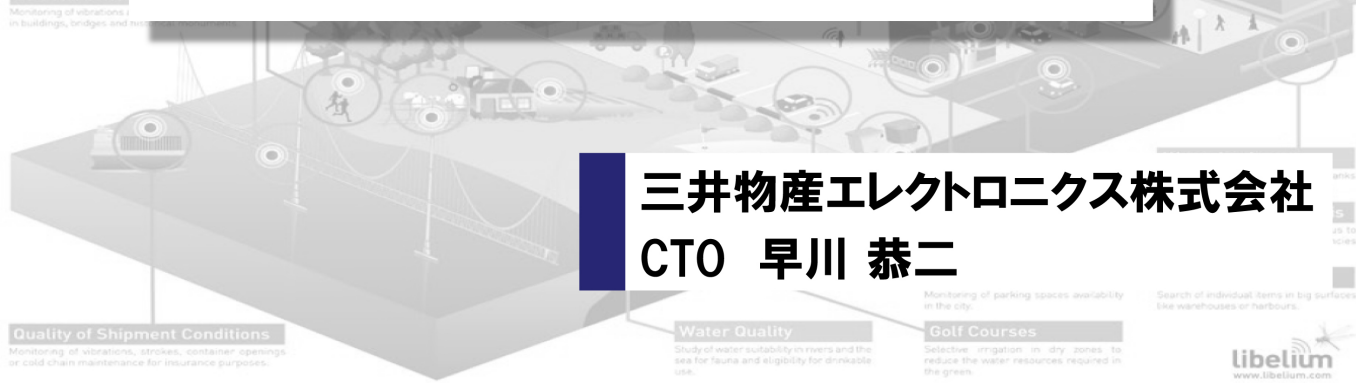 Monitoring of vibrations
in buildings, bridges and
三井物産エレクトロニクス株式会社
CTO 早川 恭二
Monitoring of parking spaces availability
in the city.
Search of individual items in big surfaces
like warehouses or harbours.
Quality of Shipment Conditions
Monitoring of vibrations, strokes, container openings
or cold chain maintenance for insurance purposes.
Water Quality
Study of water suitability in rivers and the
sea for fauna and eligibility for drinkable
use.
Golf Courses
Selective irrigation in dry zones to
reduce the water resources required in
the green.
libelium
www.libelium.com